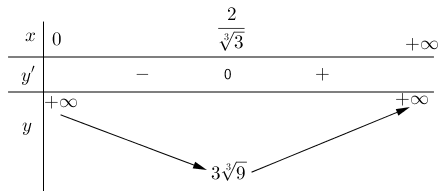 x 0 2/∛3 +∞
y′ − 0 +
y +∞ +∞
3∛9